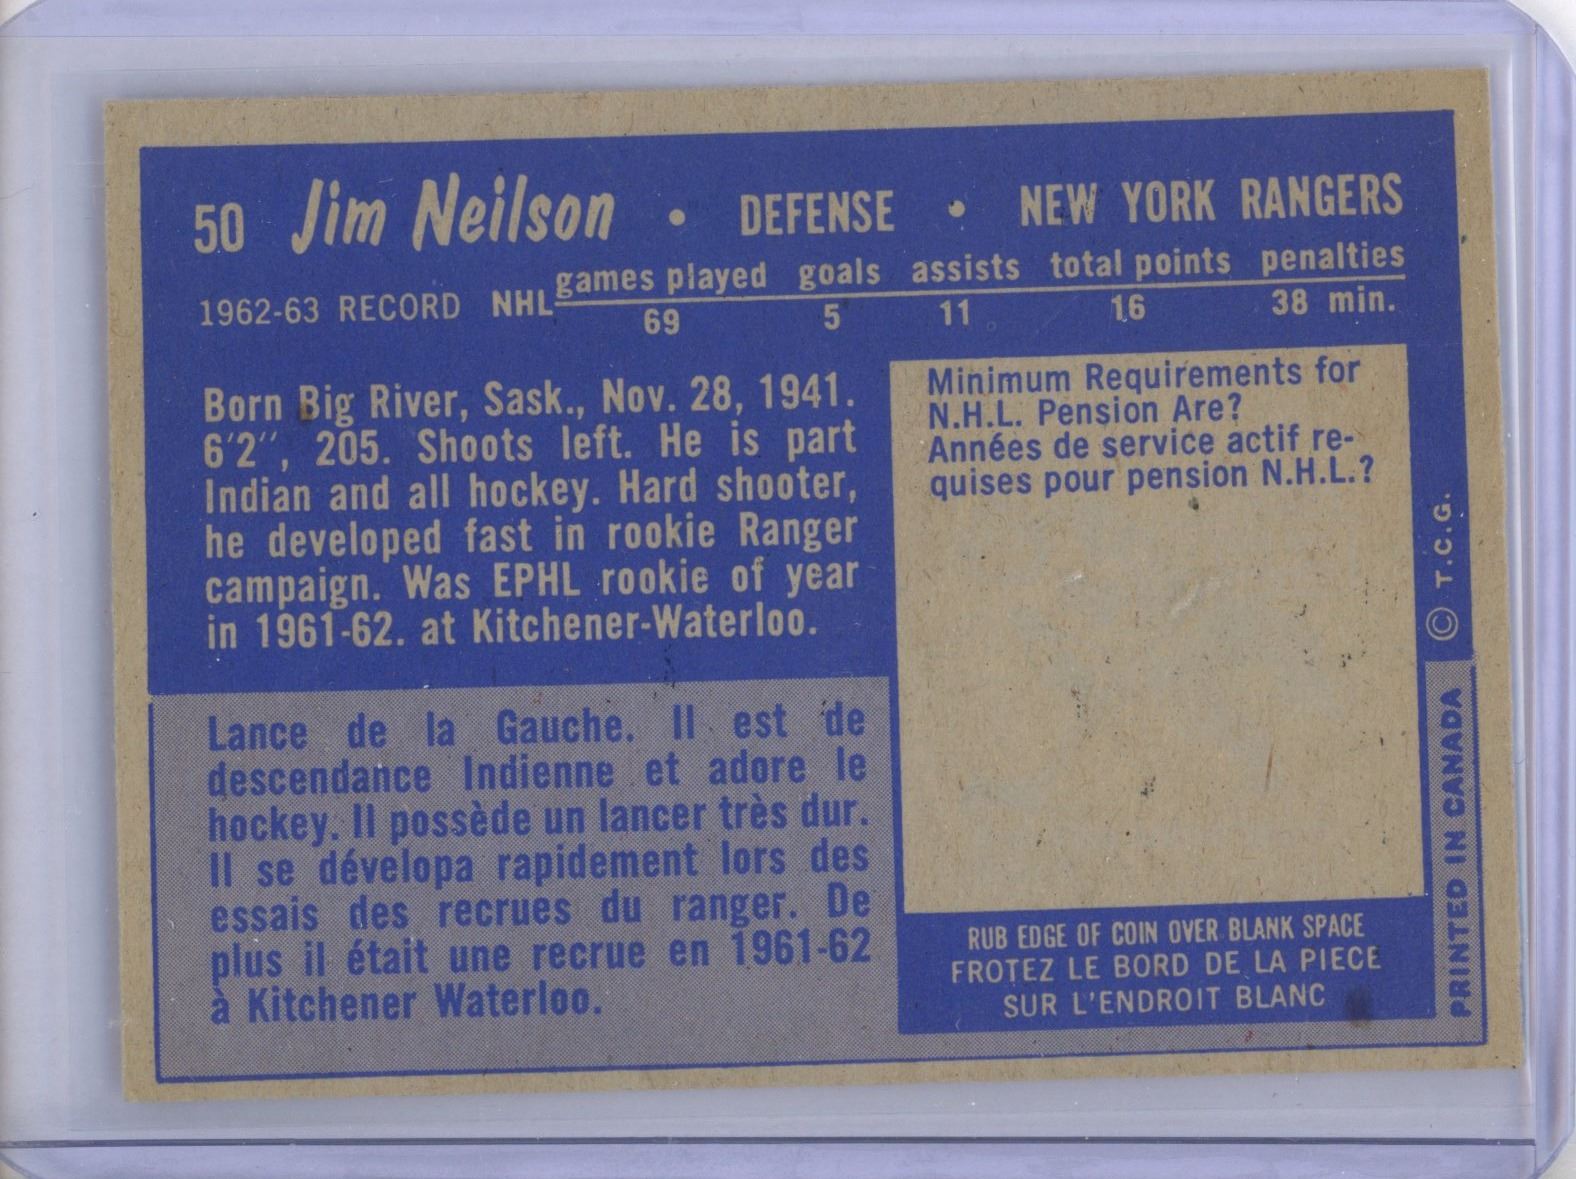 50 Jim Neilson • DEFENSE • NEW YORK RANGERS
games played goals assists total points penalties
1962-63 RECORD NHL
69 5 11 16 38 min.
Born Big River, Sask., Nov. 28, 1941.
6'2", 205. Shoots left. He is part
Indian and all hockey. Hard shooter,
he developed fast in rookie Ranger
campaign. Was EPHL rookie of year
in 1961-62. at Kitchener-Waterloo.
Lance de la Gauche. Il est de
descendance Indienne et adore le
hockey. Il possède un lancer très dur.
Il se dévelopa rapidement lors des
essais des recrues du ranger. De
plus il était une recrue en 1961-62
à Kitchener Waterloo.
Minimum Requirements for
N.H.L. Pension Are?
Années de service actif re-
quises pour pension N.H.L.?
RUB EDGE OF COIN OVER BLANK SPACE
FROTEZ LE BORD DE LA PIECE
SUR L'ENDROIT BLANC
© T.C.G.
PRINTED IN CANADA